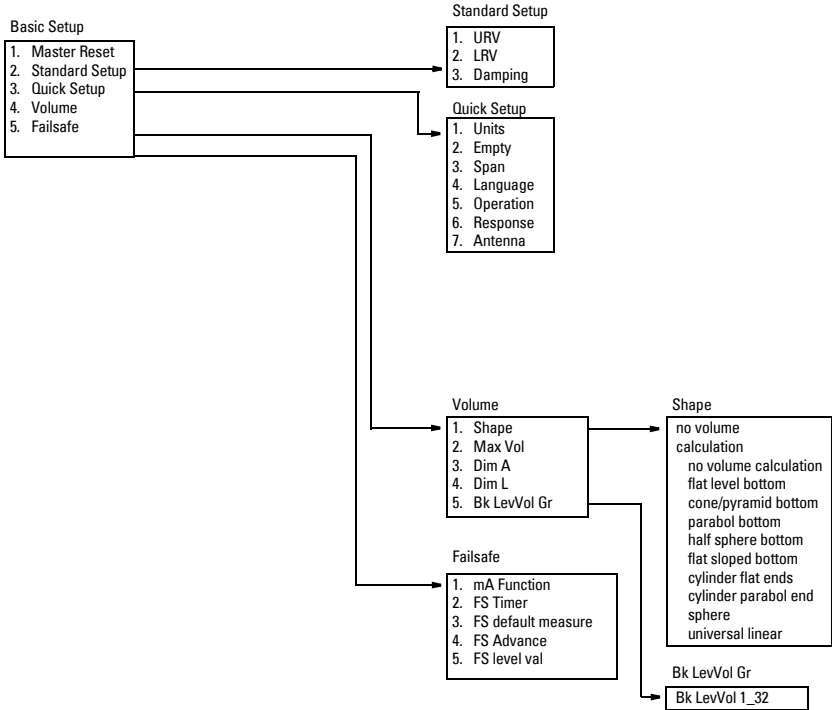 Basic Setup
1. Master Reset
2. Standard Setup
3. Quick Setup
4. Volume
5. Failsafe
Standard Setup
1. URV
2. LRV
3. Damping
Quick Setup
1. Units
2. Empty
3. Span
4. Language
5. Operation
6. Response
7. Antenna
Volume
1. Shape
2. Max Vol
3. Dim A
4. Dim L
5. Bk LevVol Gr
Shape
no volume
calculation
no volume calculation
flat level bottom
cone/pyramid bottom
parabol bottom
half sphere bottom
flat sloped bottom
cylinder flat ends
cylinder parabol end
sphere
universal linear
Failsafe
1. mA Function
2. FS Timer
3. FS default measure
4. FS Advance
5. FS level val
Bk LevVol Gr
Bk LevVol 1_32